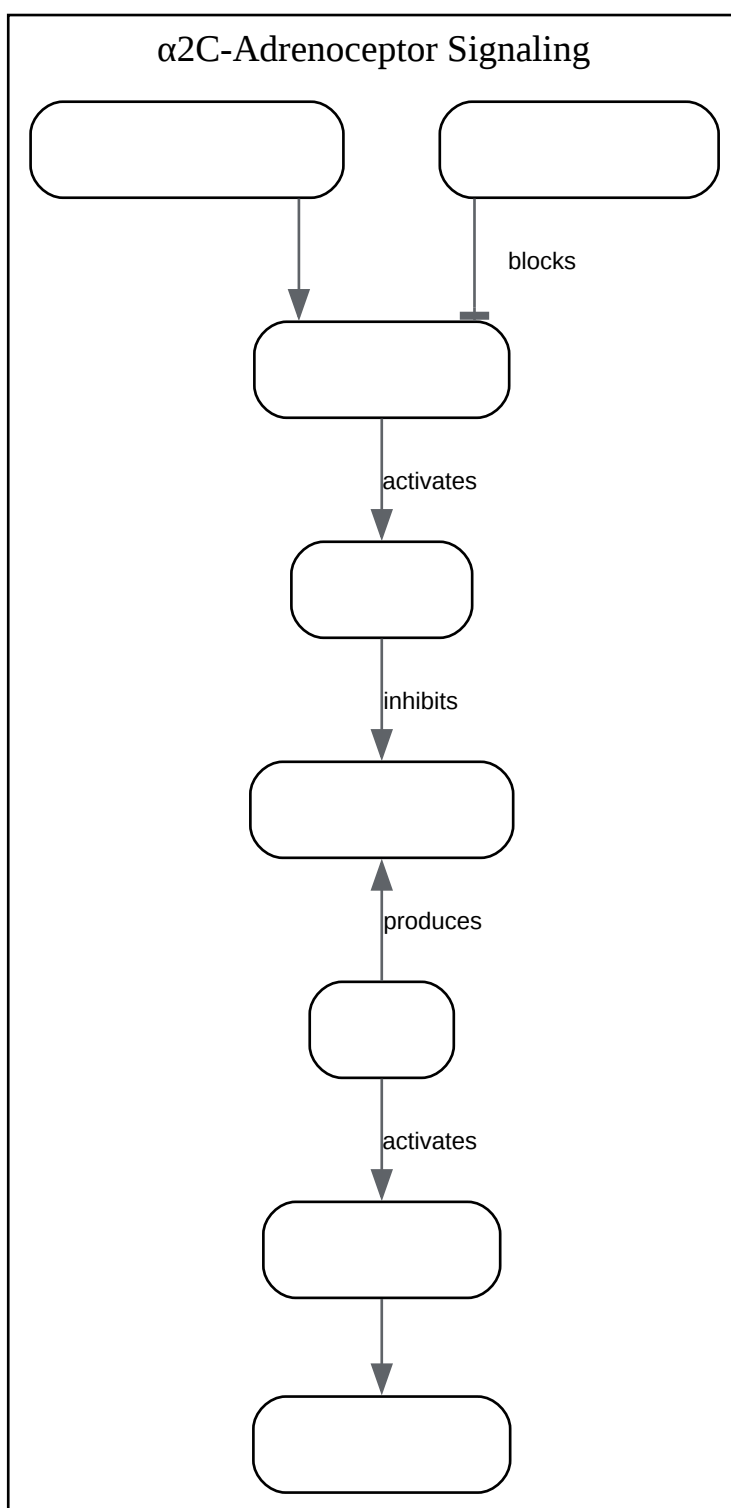 α2C-Adrenoceptor Signaling
blocks
activates
inhibits
produces
activates